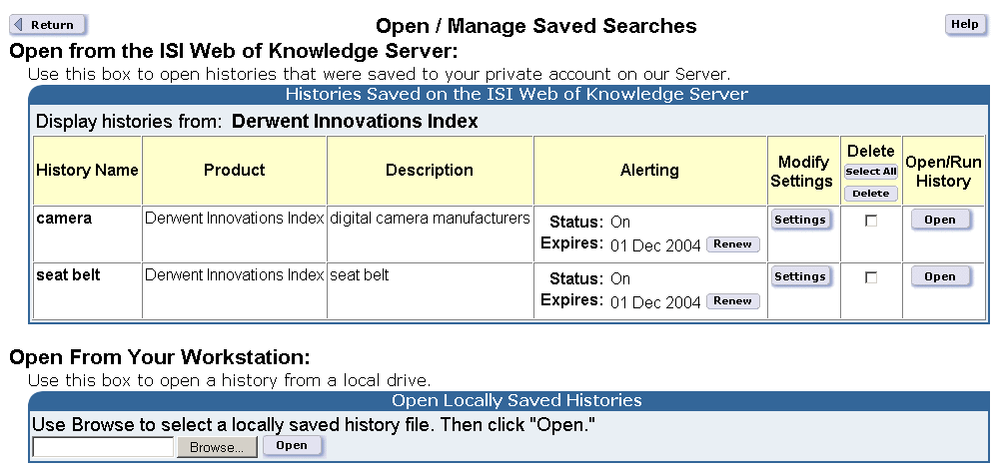 Return
Open / Manage Saved Searches
Help
Open from the ISI Web of Knowledge Server:
Use this box to open histories that were saved to your private account on our Server.
Histories Saved on the ISI Web of Knowledge Server
Display histories from: Derwent Innovations Index
History Name
Product
Description
Alerting
Modify
Settings
Delete
Select All
Delete
Open/Run
History
camera
Derwent Innovations Index
digital camera manufacturers
Status: On
Expires: 01 Dec 2004 Renew
Settings
Open
seat belt
Derwent Innovations Index
seat belt
Status: On
Expires: 01 Dec 2004 Renew
Settings
Open
Open From Your Workstation:
Use this box to open a history from a local drive.
Open Locally Saved Histories
Use Browse to select a locally saved history file. Then click "Open."
Browse... Open